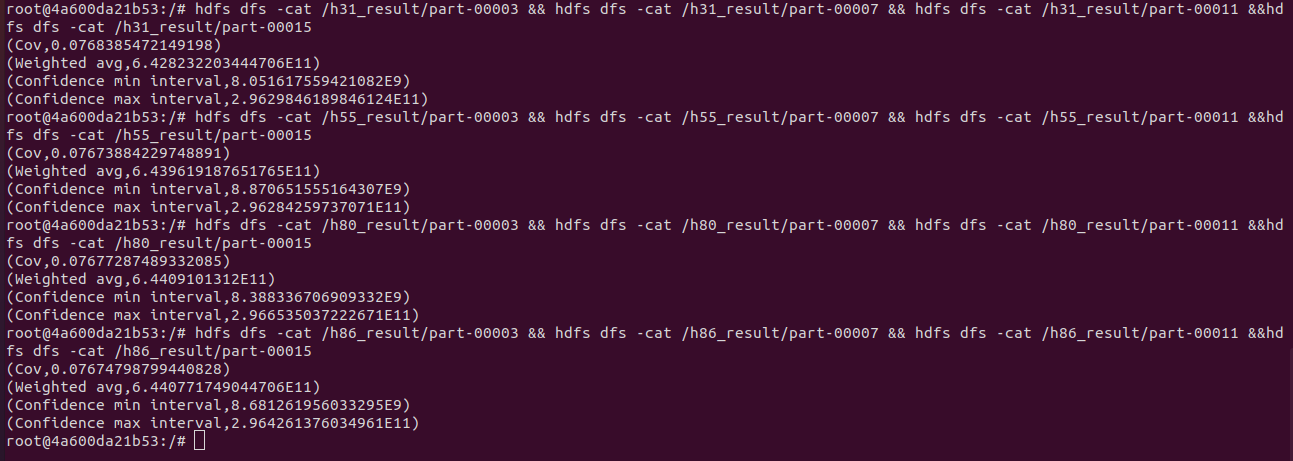 root@4a600da21b53:/# hdfs dfs -cat /h31_result/part-00003 && hdfs dfs -cat /h31_result/part-00007 && hdfs dfs -cat /h31_result/part-00011 &&hd
fs dfs -cat /h31_result/part-00015
(Cov,0.0768385472149198)
(Weighted avg,6.428232203444706E11)
(Confidence min interval,8.051617559421082E9)
(Confidence max interval,2.9629846189846124E11)
root@4a600da21b53:/# hdfs dfs -cat /h55_result/part-00003 && hdfs dfs -cat /h55_result/part-00007 && hdfs dfs -cat /h55_result/part-00011 &&hd
fs dfs -cat /h55_result/part-00015
(Cov,0.07673884229748891)
(Weighted avg,6.439619187651765E11)
(Confidence min interval,8.870651555164307E9)
(Confidence max interval,2.96284259737071E11)
root@4a600da21b53:/# hdfs dfs -cat /h80_result/part-00003 && hdfs dfs -cat /h80_result/part-00007 && hdfs dfs -cat /h80_result/part-00011 &&hd
fs dfs -cat /h80_result/part-00015
(Cov,0.07677287489332085)
(Weighted avg,6.4409101312E11)
(Confidence min interval,8.388336706909332E9)
(Confidence max interval,2.966535037222671E11)
root@4a600da21b53:/# hdfs dfs -cat /h86_result/part-00003 && hdfs dfs -cat /h86_result/part-00007 && hdfs dfs -cat /h86_result/part-00011 &&hd
fs dfs -cat /h86_result/part-00015
(Cov,0.07674798799440828)
(Weighted avg,6.440771749044706E11)
(Confidence min interval,8.681261956033295E9)
(Confidence max interval,2.964261376034961E11)
root@4a600da21b53:/#